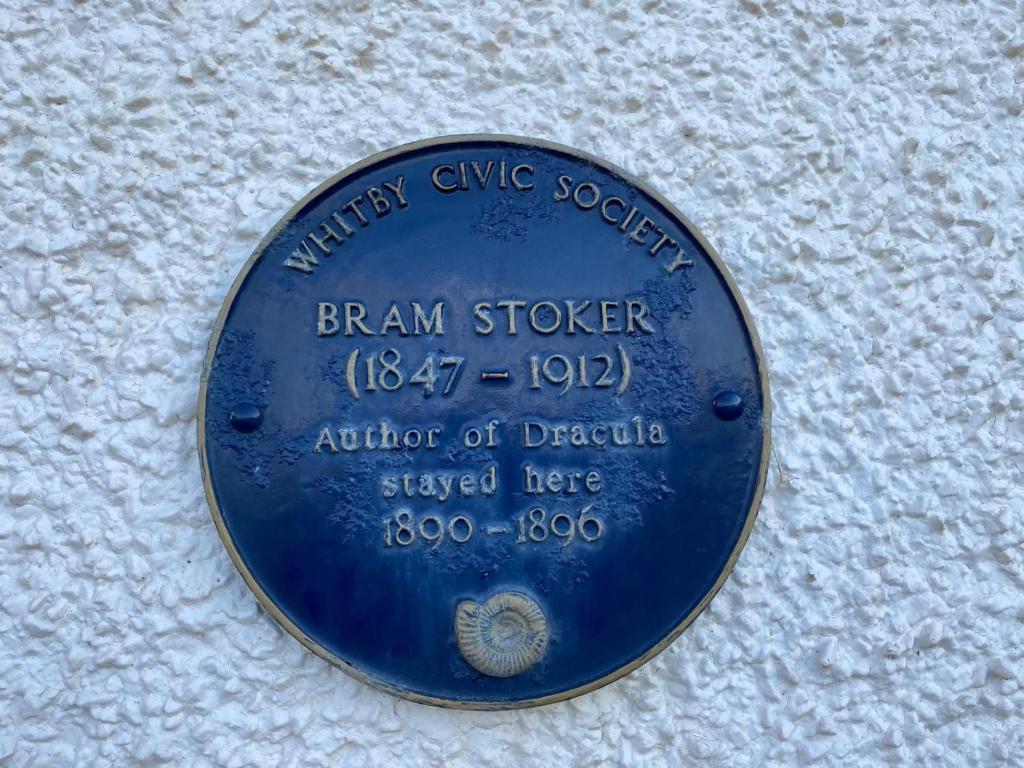 WHITBY CIVIC SOCIETY
BRAM STOKER
(1847 – 1912)
Author of Dracula
stayed here
1890 – 1896